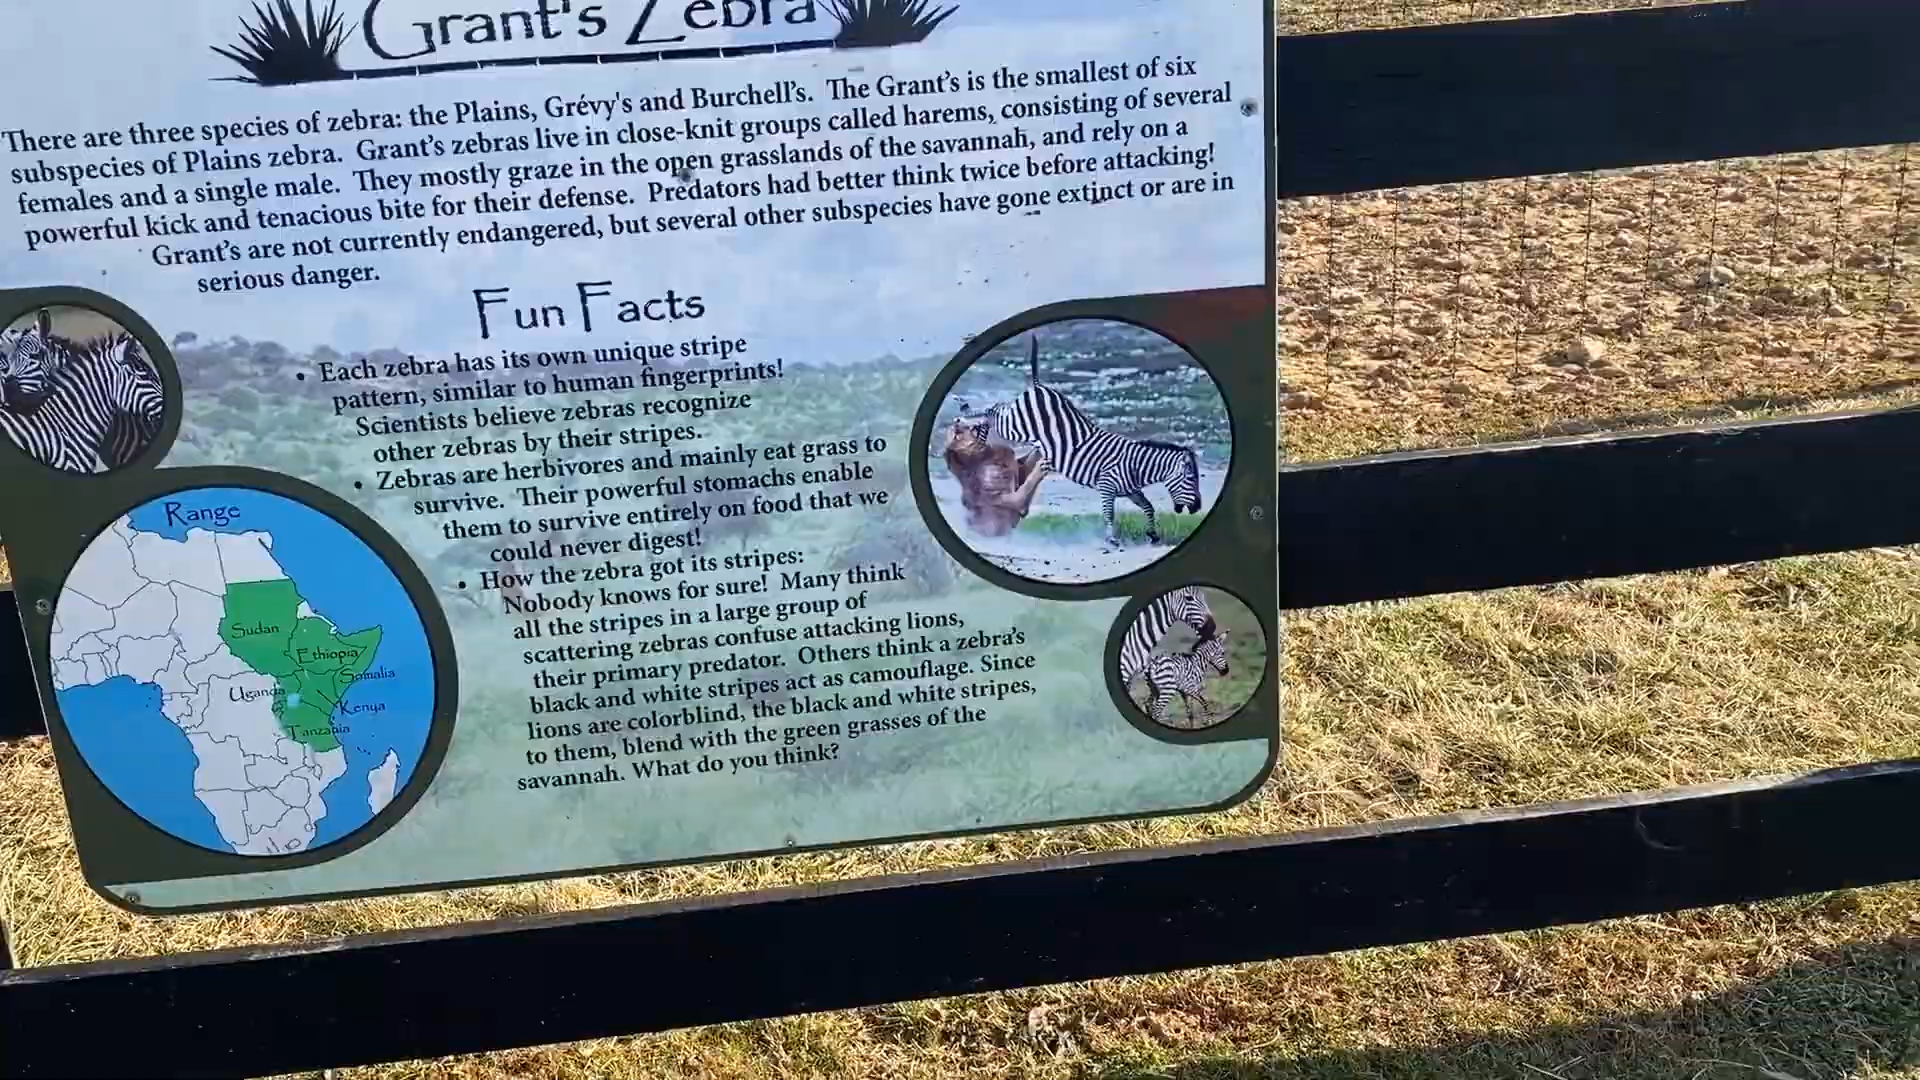 Grant's Zebra
There are three species of zebra: the Plains, Grévy's and Burchell's. The Grant's is the smallest of six
subspecies of Plains zebra. Grant's zebras live in close-knit groups called harems, consisting of several
females and a single male. They mostly graze in the open grasslands of the savannah, and rely on a
powerful kick and tenacious bite for their defense. Predators had better think twice before attacking!
Grant's are not currently endangered, but several other subspecies have gone extinct or are in
serious danger.
Fun Facts
• Each zebra has its own unique stripe
pattern, similar to human fingerprints!
Scientists believe zebras recognize
other zebras by their stripes.
• Zebras are herbivores and mainly eat grass to
survive. Their powerful stomachs enable
them to survive entirely on food that we
could never digest!
• How the zebra got its stripes:
Nobody knows for sure! Many think
all the stripes in a large group of
scattering zebras confuse attacking lions,
their primary predator. Others think a zebra's
black and white stripes act as camouflage. Since
lions are colorblind, the black and white stripes,
to them, blend with the green grasses of the
savannah. What do you think?
Range
Sudan
Ethiopia
Somalia
Uganda
Kenya
Tanzania